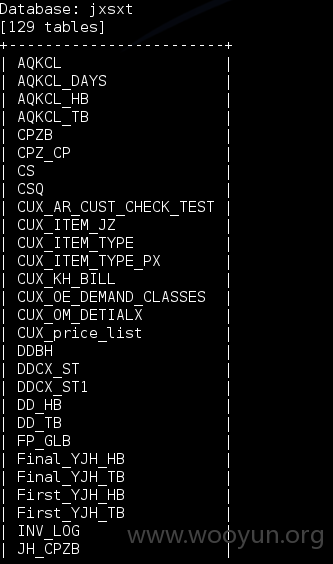 Database: jxsxt
[129 tables]
+-----------------------+
| AQKCL |
| AQKCL_DAYS |
| AQKCL_HB |
| AQKCL_TB |
| CPZB |
| CPZ_CP |
| CS |
| CSQ |
| CUX_AR_CUST_CHECK_TEST |
| CUX_ITEM_JZ |
| CUX_ITEM_TYPE |
| CUX_ITEM_TYPE_PX |
| CUX_KH_BILL |
| CUX_OE_DEMAND_CLASSES |
| CUX_OM_DETIALX |
| CUX_price_list |
| DDBH |
| DDCX_ST |
| DDCX_ST1 |
| DD_HB |
| DD_TB |
| FP_GLB |
| Final_YJH_HB |
| Final_YJH_TB |
| First_YJH_HB |
| First_YJH_TB |
| INV_LOG |
| JH_CPZB |
www.wooyun.org